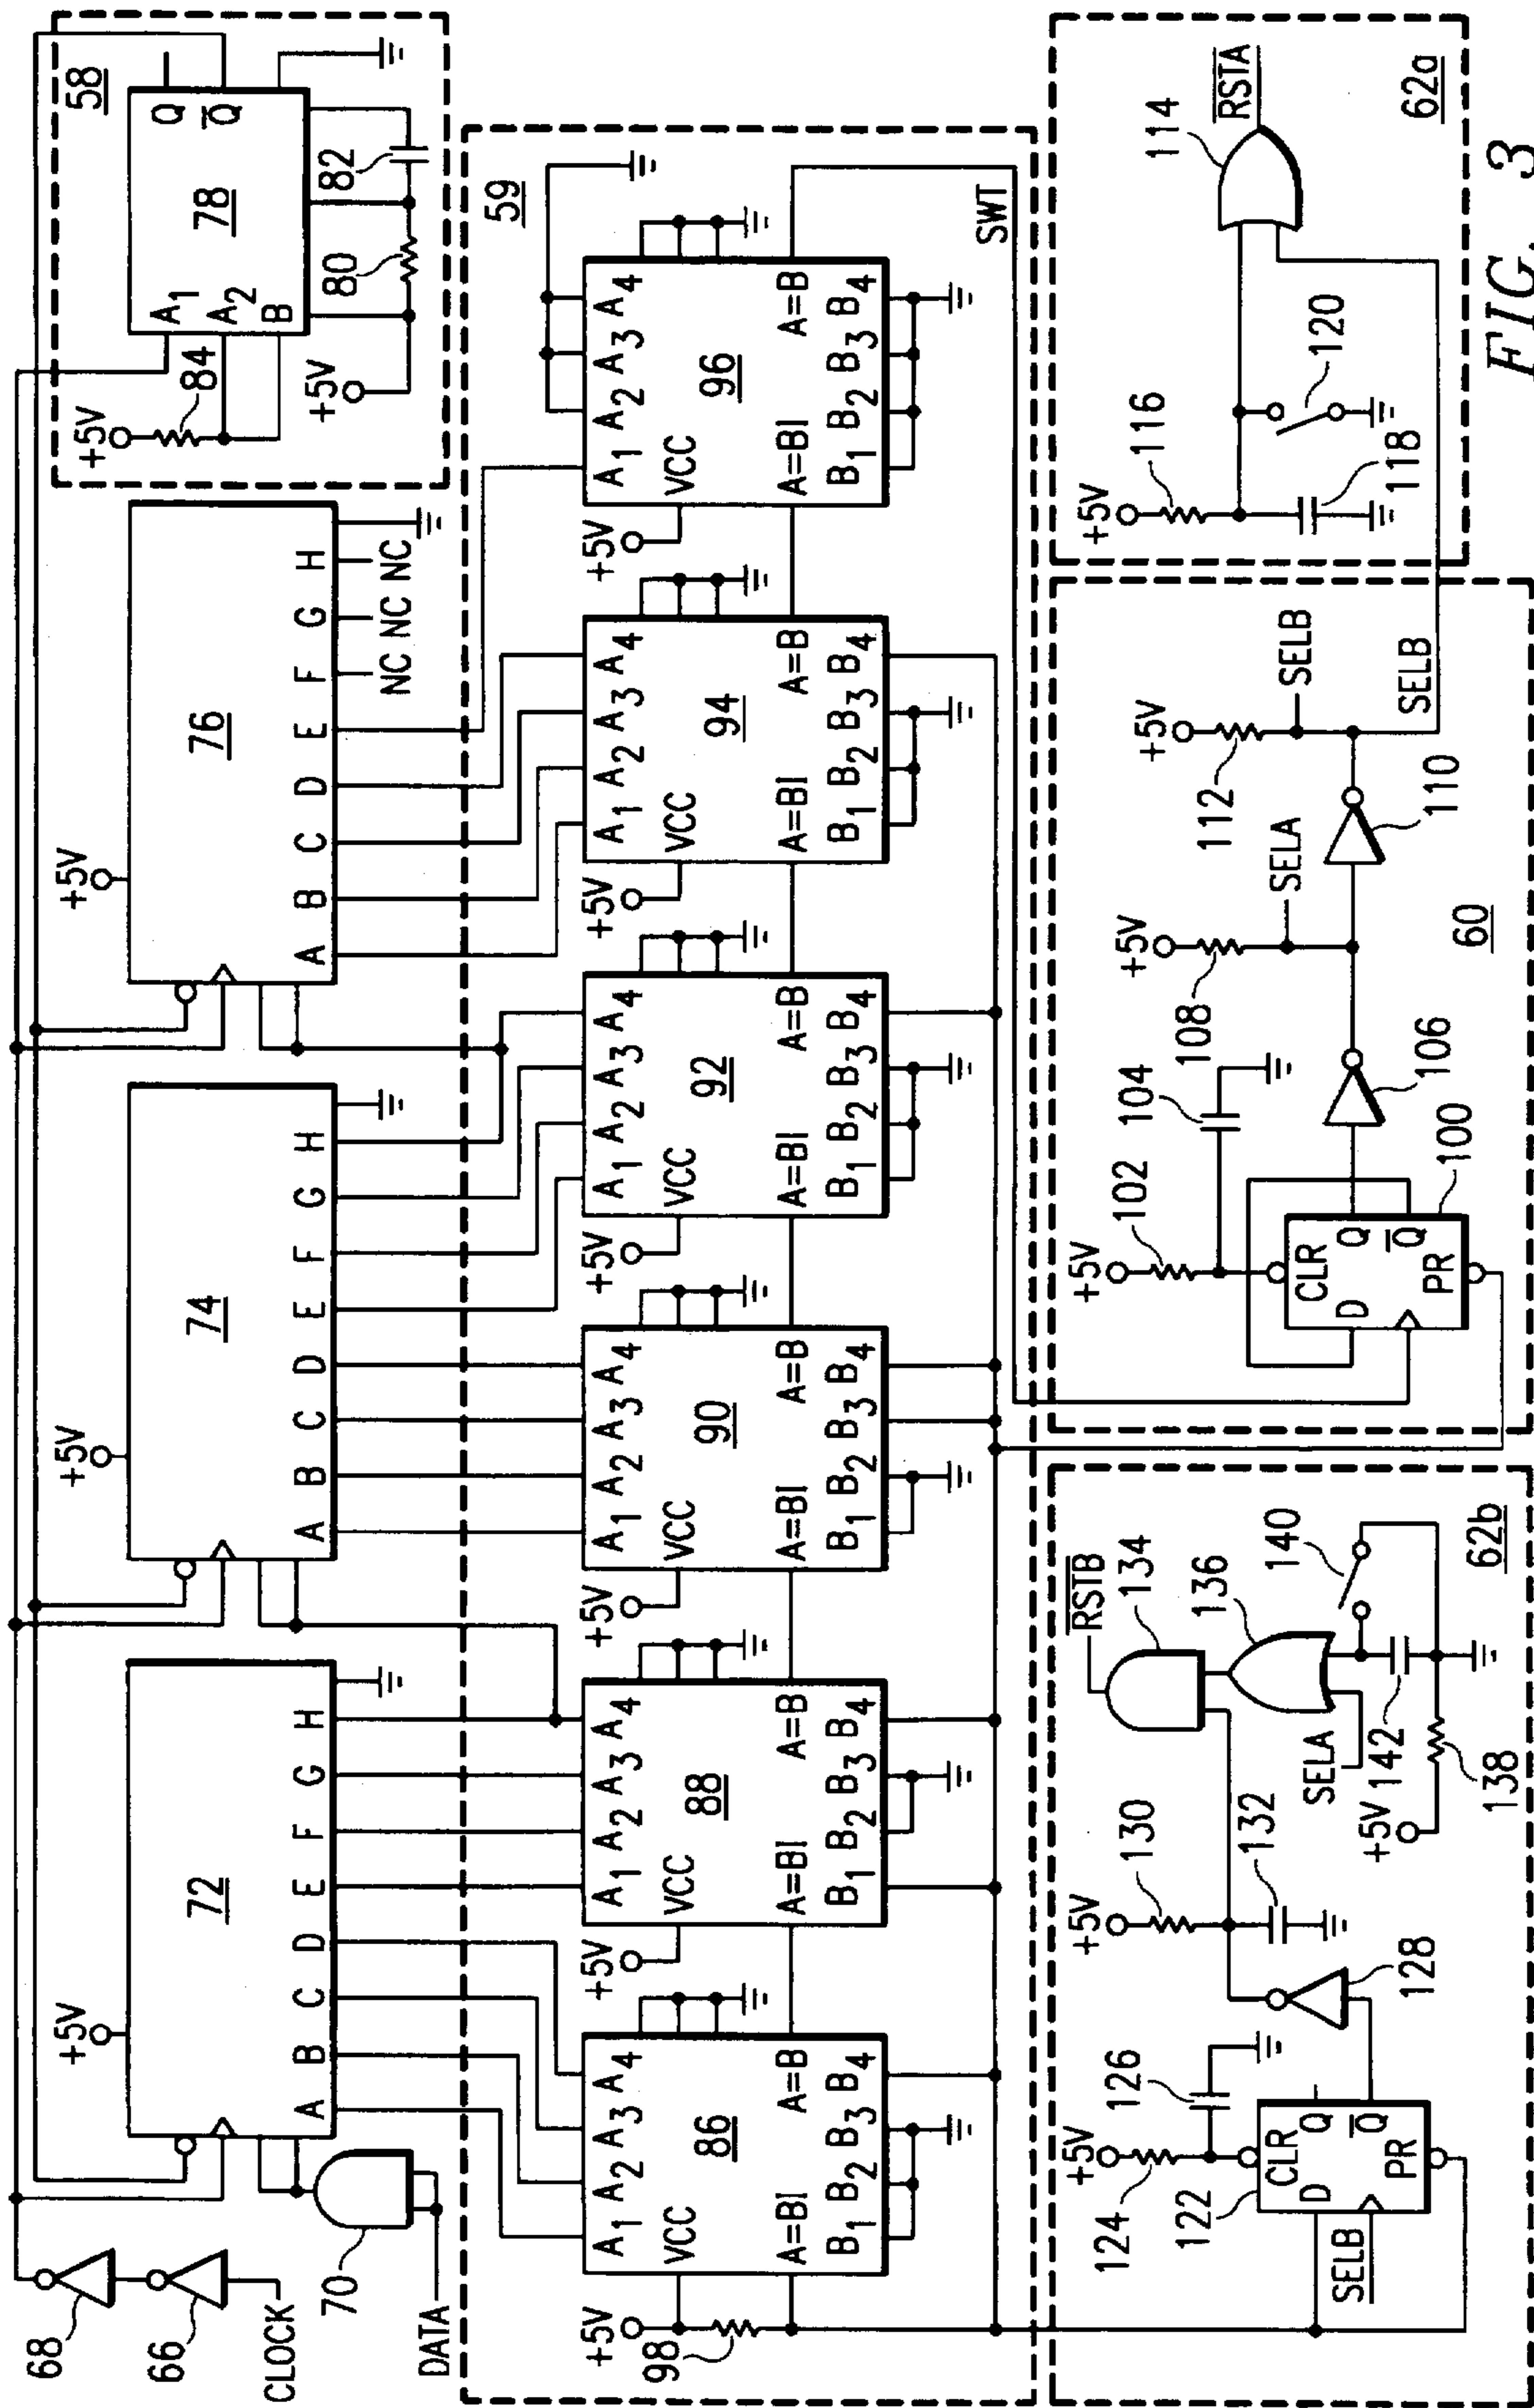 68
66
CLOCK
70
DATA
+5V
72
A B C D E F G H
+5V
74
A B C D E F G H
+5V
76
A B C D E F G H
NC NC NC
58
+5V
84
A1
A2
B
78
Q
Q̅
80
82
+5V
59
+5V
98
A1 A2 A3 A4
VCC
86
A=BI
A=B
B1 B2 B3 B4
+5V
A1 A2 A3 A4
VCC
88
A=BI
A=B
B1 B2 B3 B4
+5V
A1 A2 A3 A4
VCC
90
A=BI
A=B
B1 B2 B3 B4
+5V
A1 A2 A3 A4
VCC
92
A=BI
A=B
B1 B2 B3 B4
+5V
A1 A2 A3 A4
VCC
94
A=BI
A=B
B1 B2 B3 B4
+5V
A1 A2 A3 A4
VCC
96
A=BI
A=B
B1 B2 B3 B4
SWT
62b
+5V
124
126
122
CLR
D
Q
Q̅
PR
SELB
128
+5V
130
132
R̅S̅T̅B̅
134
136
140
SELA
142
+5V
138
60
+5V
102
104
CLR
D
Q
Q̅
PR
100
106
+5V
108
SELA
110
+5V
112
SELB
SELB
62a
+5V
116
118
120
114
R̅S̅T̅A̅
FIG. 3